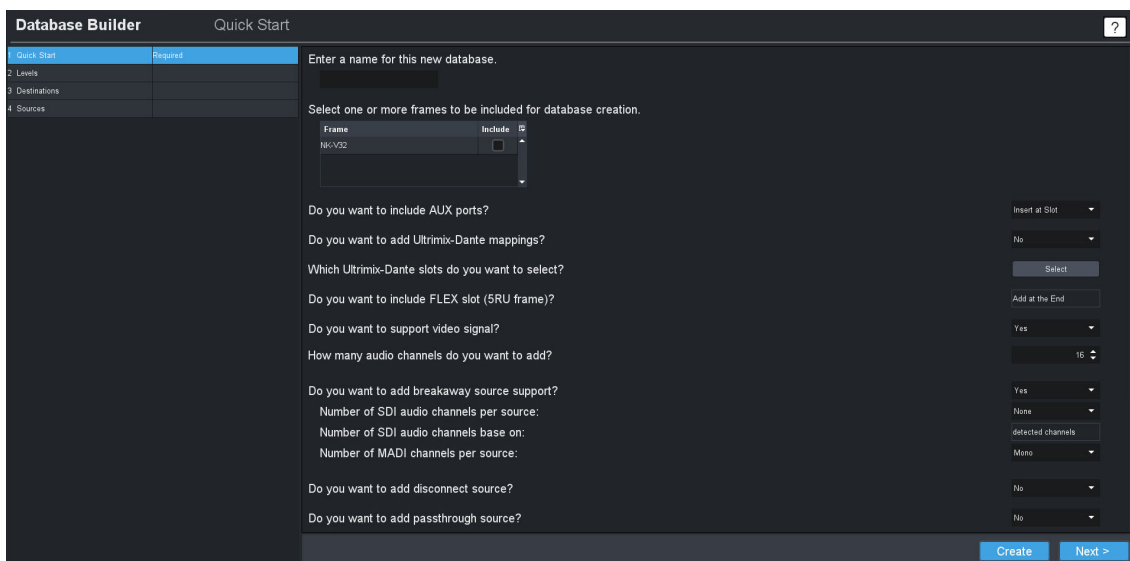 Database Builder Quick Start ?
1 Quick Start Required
2 Levels
3 Destinations
4 Sources
Enter a name for this new database.
Select one or more frames to be included for database creation.
Frame Include
NK-V32
Do you want to include AUX ports? Insert at Slot
Do you want to add Ultrimix-Dante mappings? No
Which Ultrimix-Dante slots do you want to select? Select
Do you want to include FLEX slot (5RU frame)? Add at the End
Do you want to support video signal? Yes
How many audio channels do you want to add? 16
Do you want to add breakaway source support? Yes
Number of SDI audio channels per source: None
Number of SDI audio channels base on: detected channels
Number of MADI channels per source: Mono
Do you want to add disconnect source? No
Do you want to add passthrough source? No
Create Next >